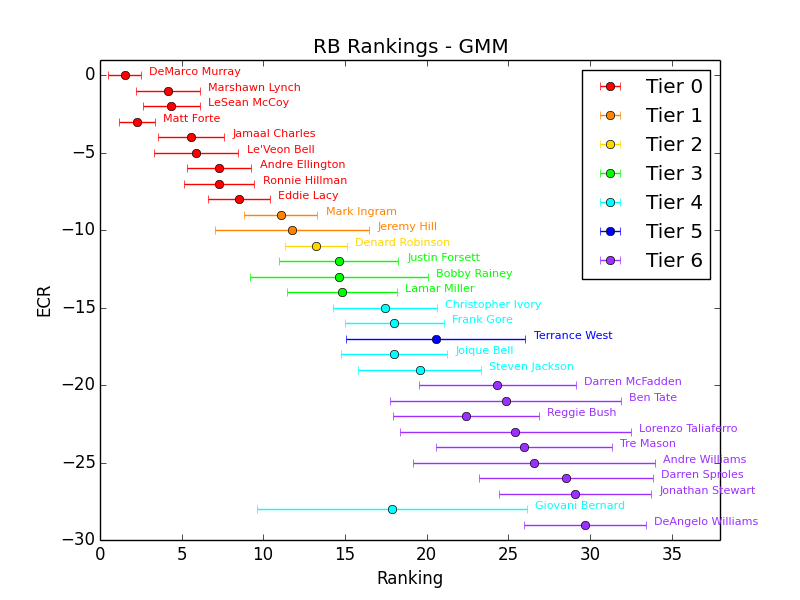 RB Rankings - GMM
0
−5
−10
−15
−20
−25
−30
ECR
DeMarco Murray
Marshawn Lynch
LeSean McCoy
Matt Forte
Jamaal Charles
Le'Veon Bell
Andre Ellington
Ronnie Hillman
Eddie Lacy
Mark Ingram
Jeremy Hill
Denard Robinson
Justin Forsett
Bobby Rainey
Lamar Miller
Christopher Ivory
Frank Gore
Terrance West
Joique Bell
Steven Jackson
Darren McFadden
Ben Tate
Reggie Bush
Lorenzo Taliaferro
Tre Mason
Andre Williams
Darren Sproles
Jonathan Stewart
Giovani Bernard
DeAngelo Williams
Tier 0
Tier 1
Tier 2
Tier 3
Tier 4
Tier 5
Tier 6
0 5 10 15 20 25 30 35
Ranking